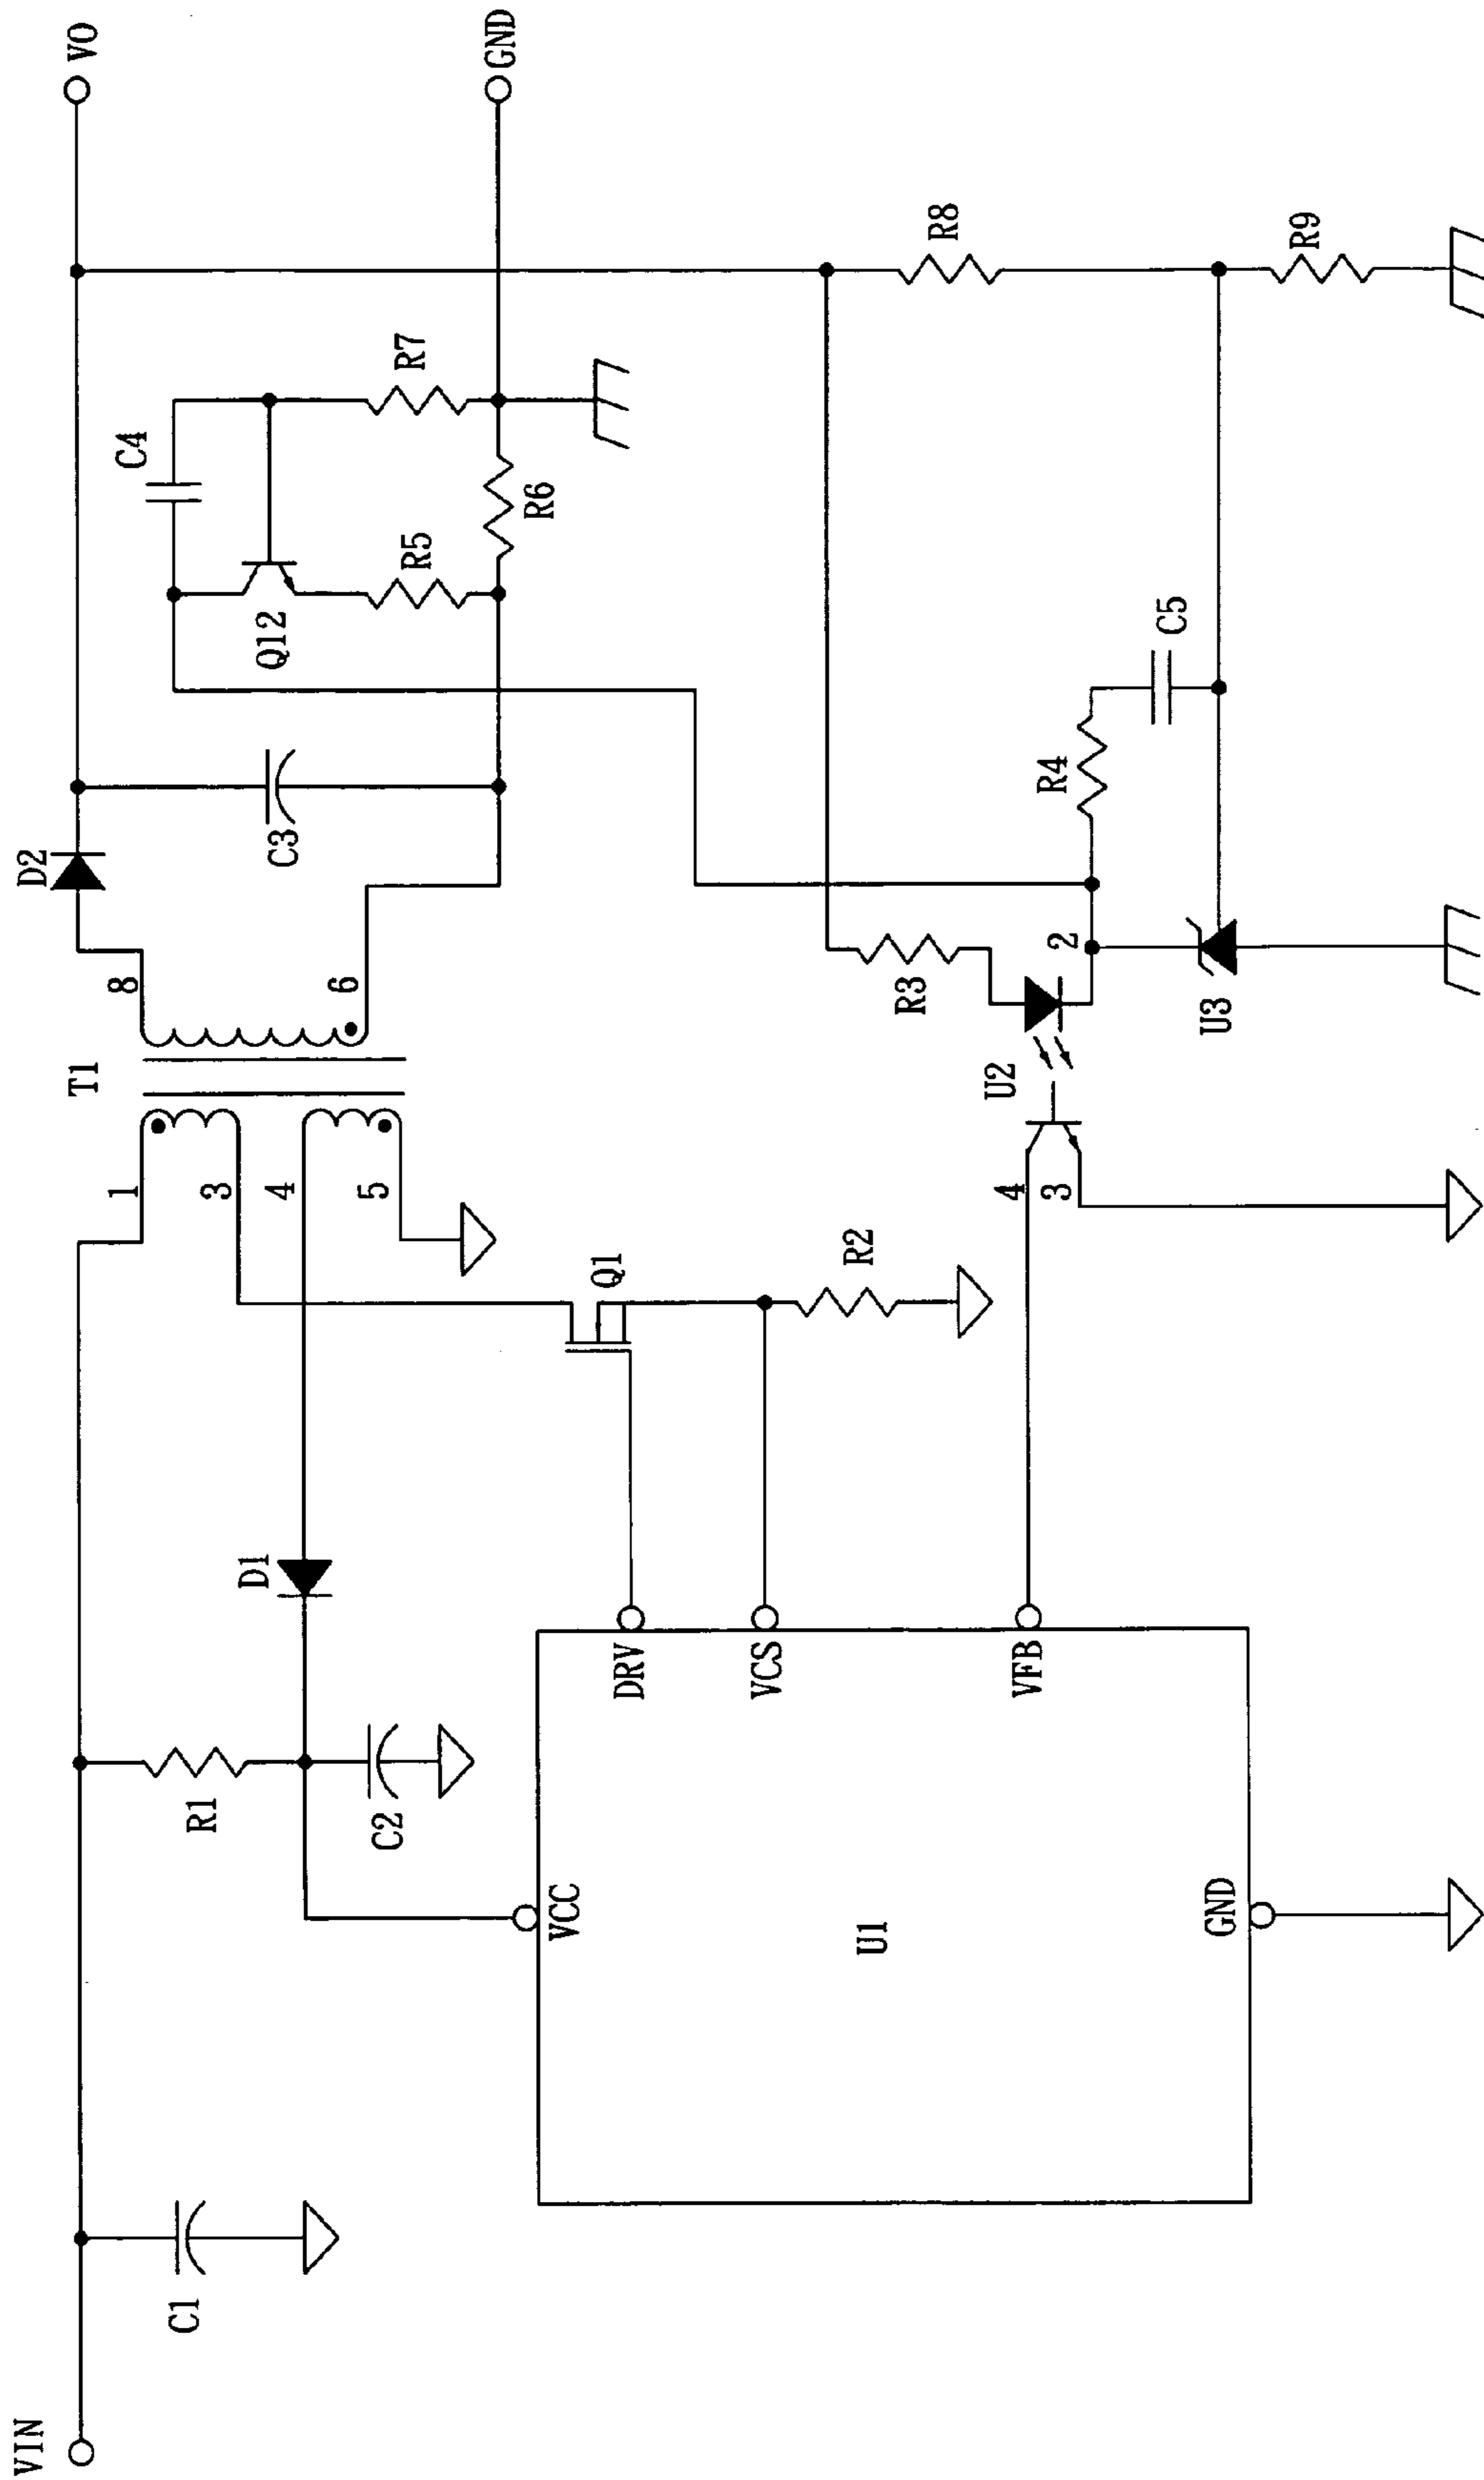 VIN
C1
R1
C2
D1
T1
1
3
4
5
8
6
D2
C3
C4
Q12
R5
R7
R6
VO
GND
Q1
R2
U1
VCC
DRV
VCS
VFB
GND
U2
4
3
2
R3
R4
C5
U3
R8
R9